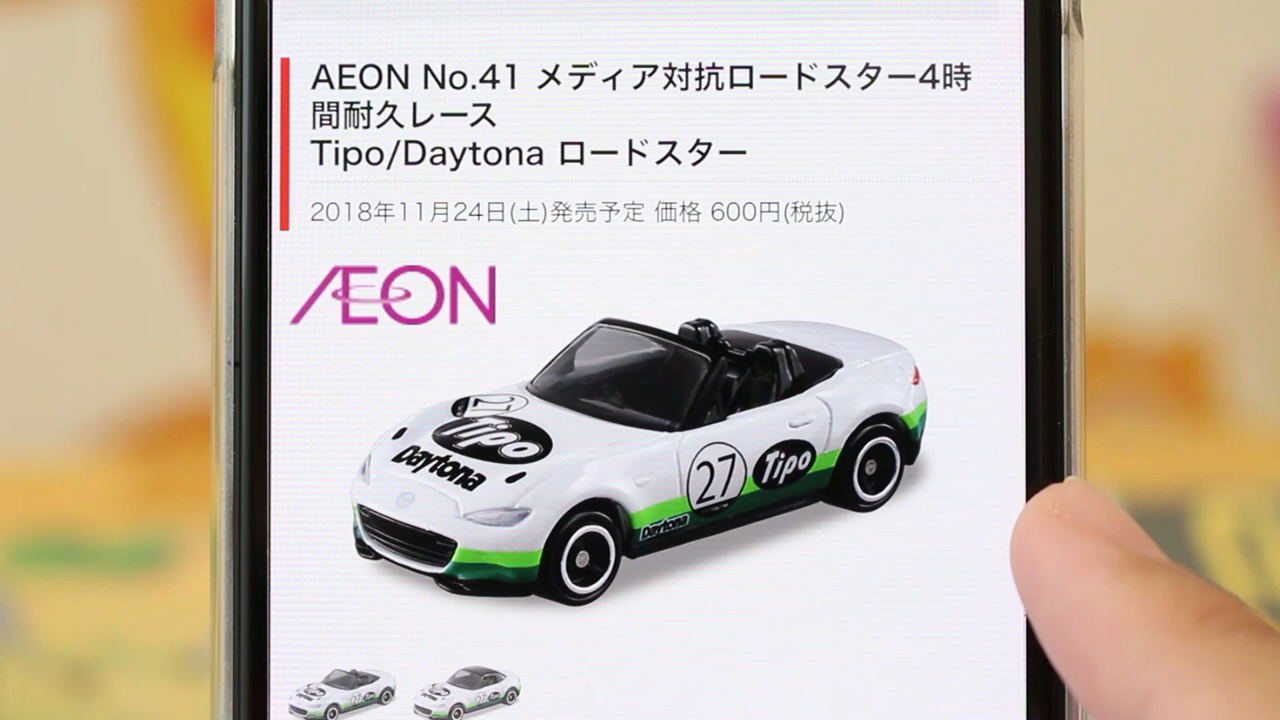 AEON No.41 メディア対抗ロードスター4時
間耐久レース
Tipo/Daytona ロードスター
2018年11月24日(土)発売予定 価格 600円(税抜)
AEON
27
Tipo
Daytona
27
Tipo
Daytona